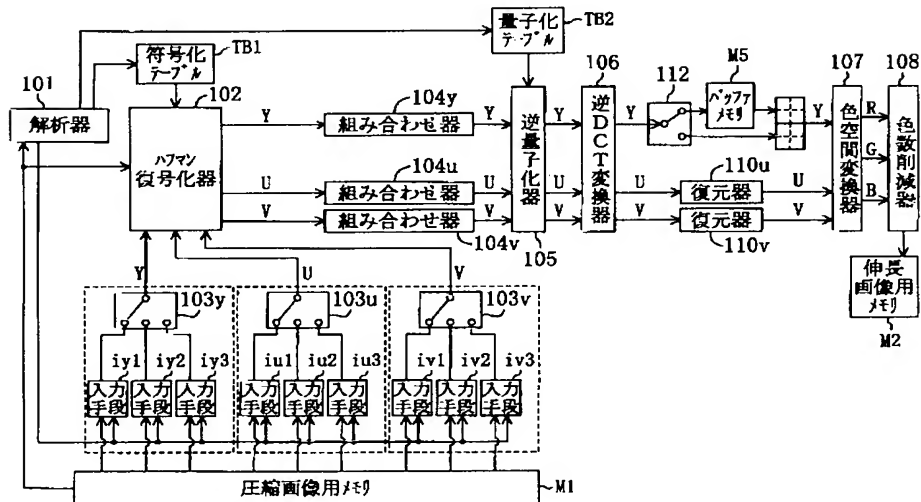 量子化
テーブル
TB2
符号化
テーブル
TB1
101
解析器
102
ハフマン
復号化器
Y
104y
組み合わせ器
Y
U
104u
組み合わせ器
U
V
組み合わせ器
104v
V
逆量子化器
105
Y
U
V
106
逆DCT変換器
Y
112
M5
バッファ
メモリ
Y
U
110u
復元器
U
V
復元器
110v
V
107
色空間変換器
R
G
B
108
色数削減器
伸長
画像用
メモリ
M2
Y
U
V
103y
103u
103v
iy1
iy2
iy3
iu1
iu2
iu3
iv1
iv2
iv3
入力
手段
入力
手段
入力
手段
入力
手段
入力
手段
入力
手段
入力
手段
入力
手段
入力
手段
圧縮画像用メモリ
M1